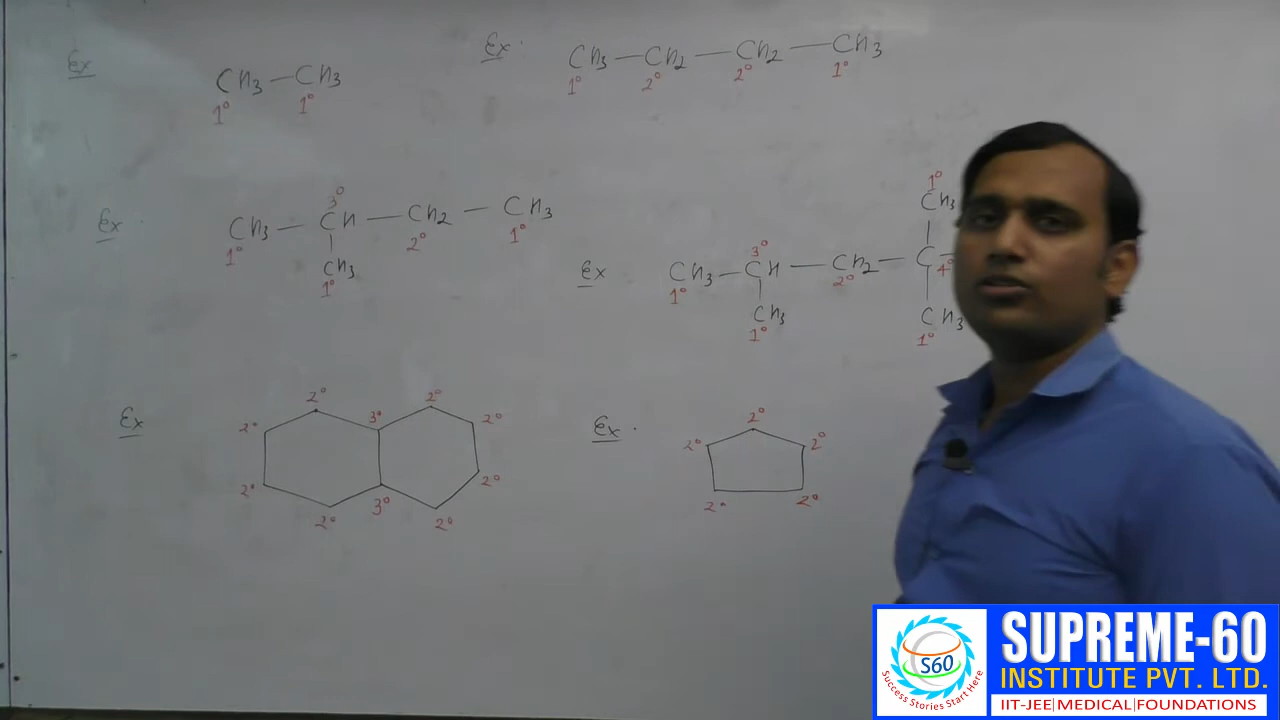 Ex
CH3 — CH3
1° 1°
Ex.
CH3 — CH2 — CH2 — CH3
1° 2° 2° 1°
Ex.
3°
CH3 — CH — CH2 — CH3
1° 2° 1°
|
CH3
1°
Ex
1°
CH3
|
3°
CH3 — CH — CH2 — C —
1° 2° 4°
| |
CH3 CH3
1° 1°
Ex
2° 2°
2° 3° 2°
2° 3° 2°
2° 2°
Ex.
2°
2° 2°
2° 2°
S60
Success Stories Start Here
SUPREME-60
INSTITUTE PVT. LTD.
IIT-JEE|MEDICAL|FOUNDATIONS